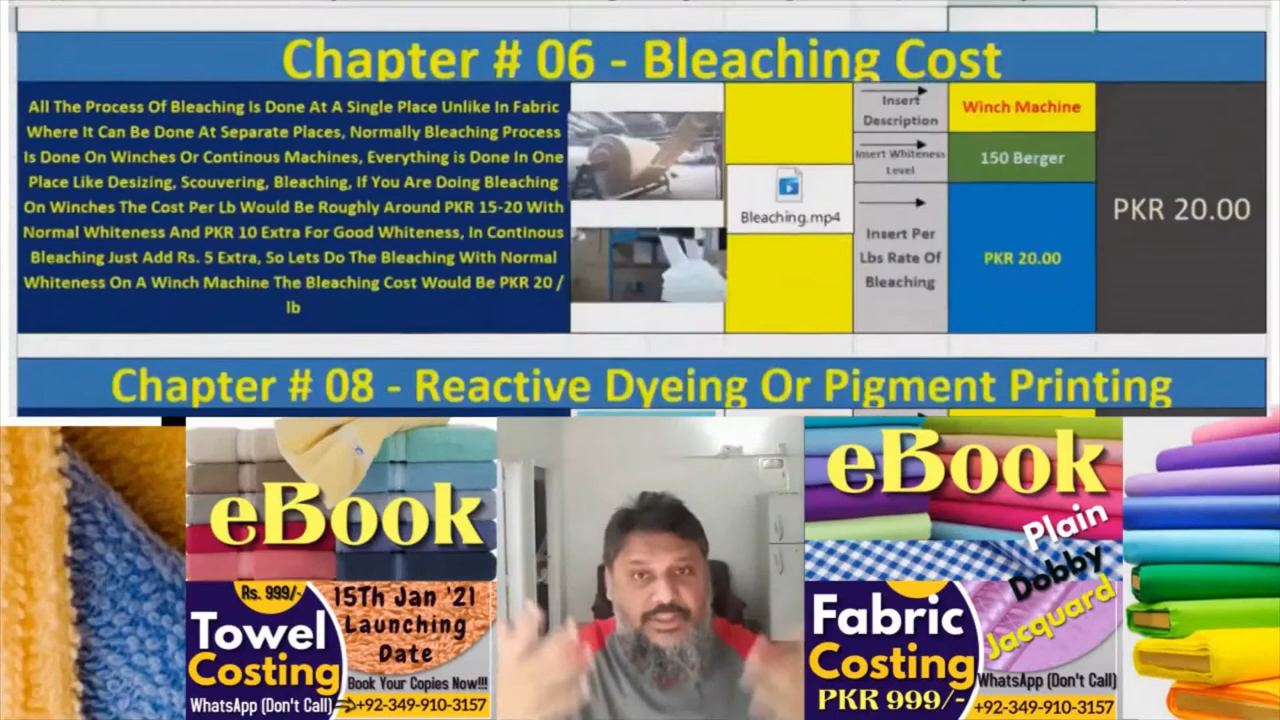 Chapter # 06 - Bleaching Cost
All The Process Of Bleaching Is Done At A Single Place Unlike In Fabric
Where It Can Be Done At Separate Places, Normally Bleaching Process
Is Done On Winches Or Continous Machines, Everything is Done In One
Place Like Desizing, Scouvering, Bleaching, If You Are Doing Bleaching
On Winches The Cost Per Lb Would Be Roughly Around PKR 15-20 With
Normal Whiteness And PKR 10 Extra For Good Whiteness, In Continous
Bleaching Just Add Rs. 5 Extra, So Lets Do The Bleaching With Normal
Whiteness On A Winch Machine The Bleaching Cost Would Be PKR 20 /
lb
Bleaching.mp4
Insert
Description
Winch Machine
Insert Whiteness
Level
150 Berger
Insert Per
Lbs Rate Of
Bleaching
PKR 20.00
PKR 20.00
Chapter # 08 - Reactive Dyeing Or Pigment Printing
eBook
Rs. 999/-
Towel
Costing
15Th Jan '21
Launching
Date
Book Your Copies Now!!!
WhatsApp (Don't Call)
+92-349-910-3157
eBook
Plain
Dobby
Jacquard
Fabric
Costing
PKR 999/-
WhatsApp (Don't Call)
+92-349-910-3157